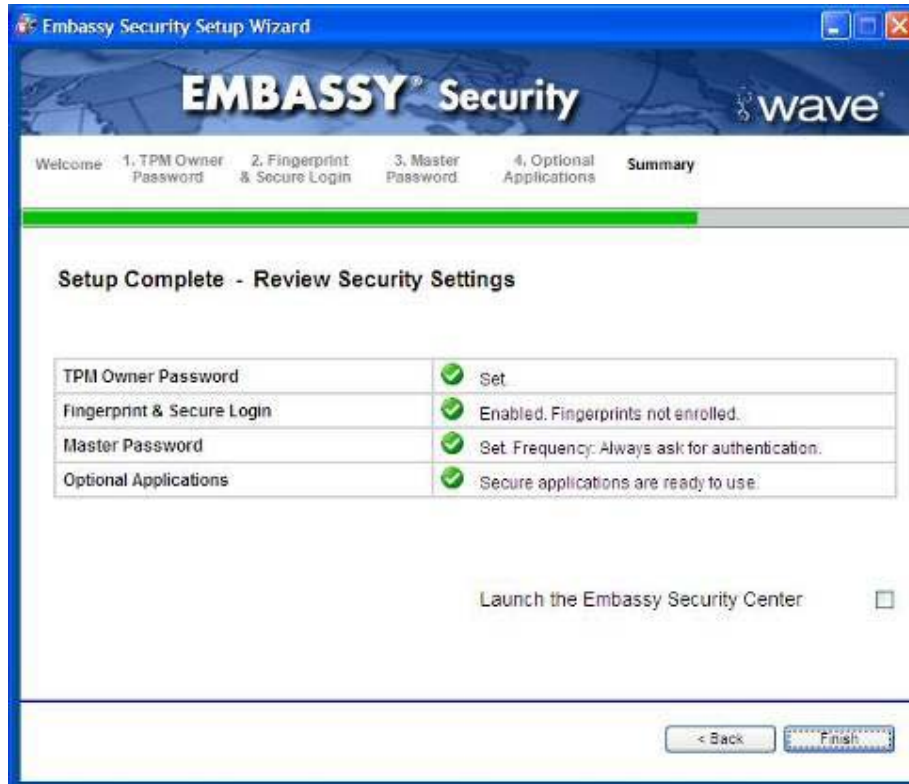 Embassy Security Setup Wizard
EMBASSY® Security
wave
Welcome
1. TPM Owner
Password
2. Fingerprint
& Secure Login
3. Master
Password
4. Optional
Applications
Summary
Setup Complete - Review Security Settings
TPM Owner Password Set.
Fingerprint & Secure Login Enabled. Fingerprints not enrolled.
Master Password Set. Frequency: Always ask for authentication.
Optional Applications Secure applications are ready to use.
Launch the Embassy Security Center
< Back Finish